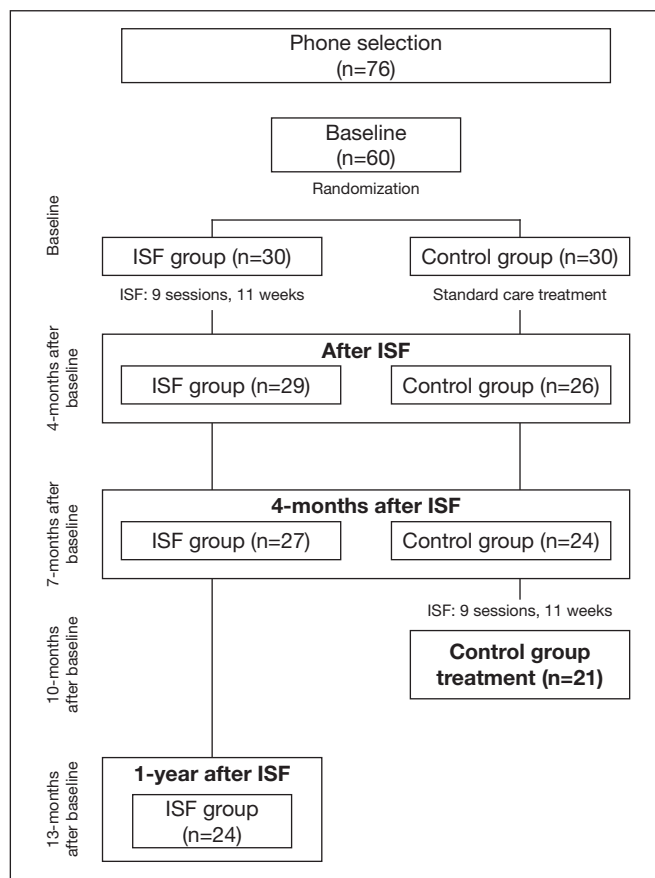 Phone selection
(n=76)
Baseline
(n=60)
Randomization
Baseline
ISF group (n=30)
Control group (n=30)
ISF: 9 sessions, 11 weeks
Standard care treatment
4-months after
baseline
After ISF
ISF group (n=29)
Control group (n=26)
7-months after
baseline
4-months after ISF
ISF group (n=27)
Control group (n=24)
ISF: 9 sessions, 11 weeks
10-months
after baseline
Control group
treatment (n=21)
13-months
after baseline
1-year after ISF
ISF group
(n=24)